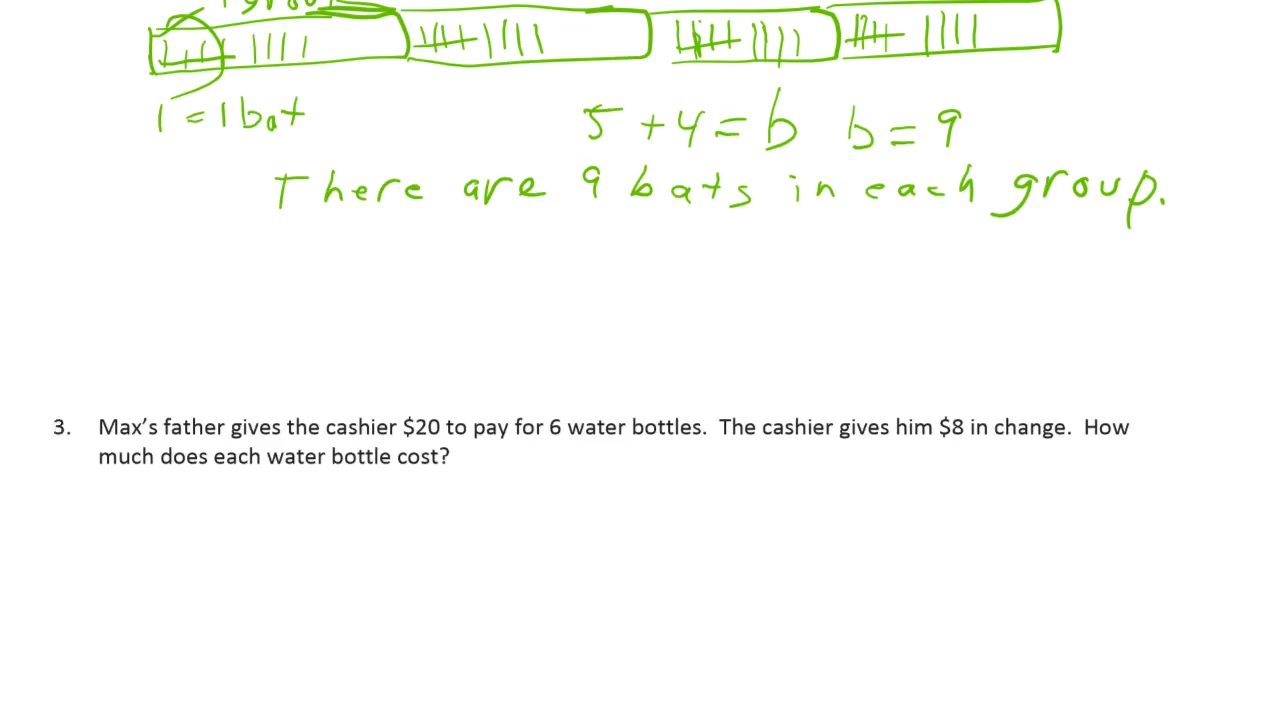 1 group
1 = 1 bat
5 + 4 = b b = 9
There are 9 bats in each group.
3. Max's father gives the cashier $20 to pay for 6 water bottles. The cashier gives him $8 in change. How
much does each water bottle cost?